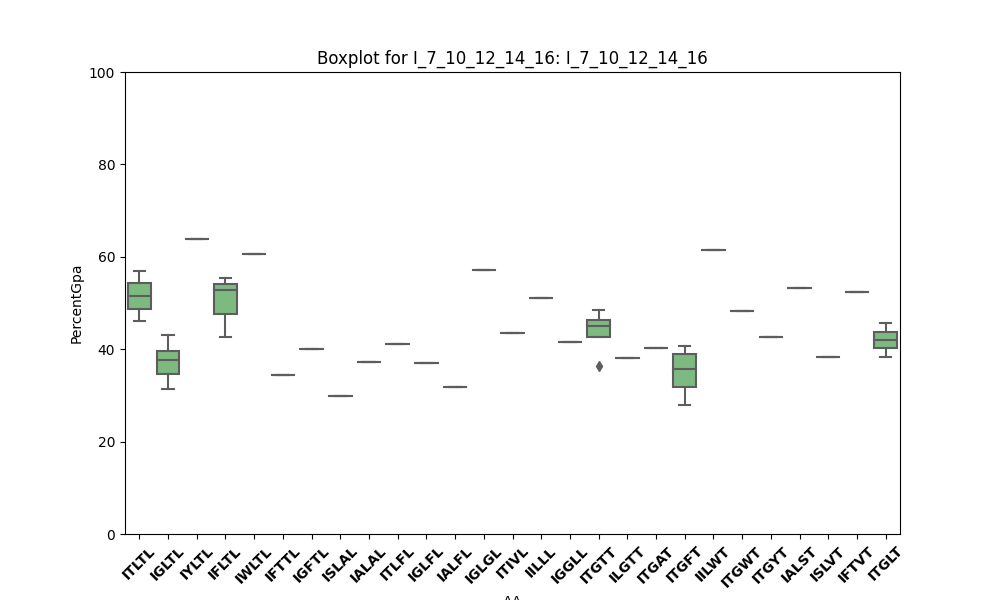 Boxplot for I_7_10_12_14_16: I_7_10_12_14_16
100
80
60
40
20
0
PercentGpa
ITLTL IGLTL IYLTL IFLTL IWLTL IFTTL IGFTL ISLAL IALAL ITLFL IGLFL IALFL IGLGL ITIVL IILLL IGGLL ITGTT ILGTT ITGAT ITGFT IILWT ITGWT ITGYT IALST ISLVT IFTVT ITGLT
AA